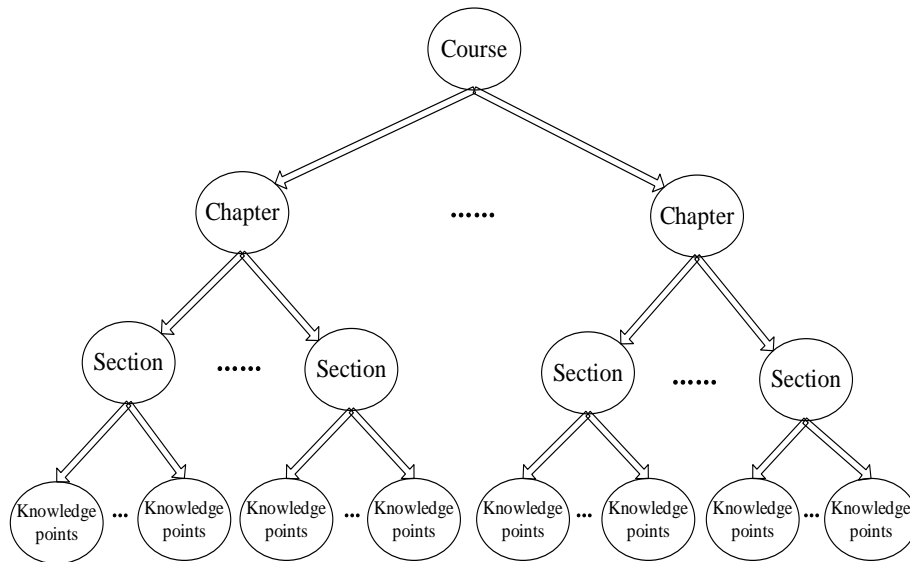 Course
Chapter
......
Chapter
Section
......
Section
Section
......
Section
Knowledge
points
...
Knowledge
points
Knowledge
points
...
Knowledge
points
Knowledge
points
...
Knowledge
points
Knowledge
points
...
Knowledge
points